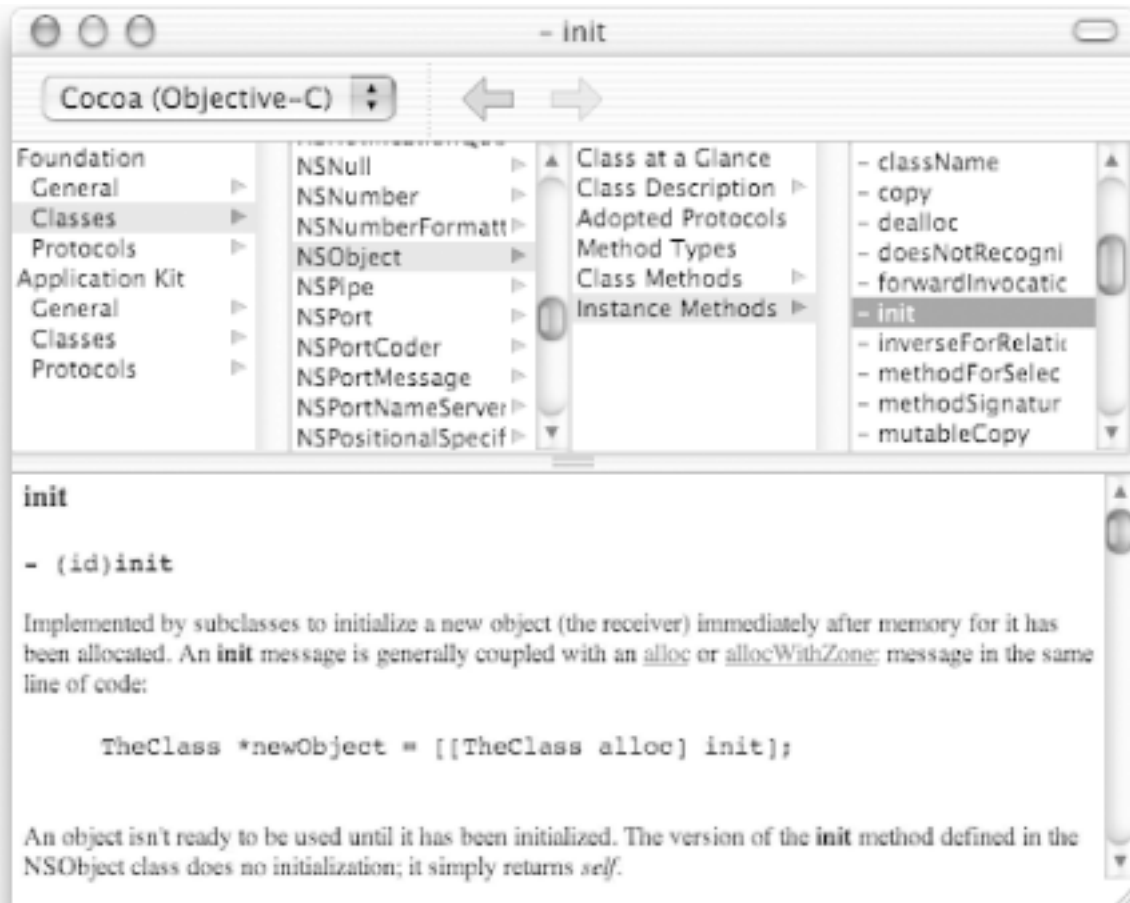 - init
Cocoa (Objective-C)
Foundation
General
Classes
Protocols
Application Kit
General
Classes
Protocols
NSNull
NSNumber
NSNumberFormatt
NSObject
NSPipe
NSPort
NSPortCoder
NSPortMessage
NSPortNameServer
NSPositionalSpecif
Class at a Glance
Class Description
Adopted Protocols
Method Types
Class Methods
Instance Methods
- className
- copy
- dealloc
- doesNotRecogni
- forwardInvocatic
- init
- inverseForRelatic
- methodForSelec
- methodSignatur
- mutableCopy
init
- (id)init
Implemented by subclasses to initialize a new object (the receiver) immediately after memory for it has
been allocated. An init message is generally coupled with an alloc or allocWithZone: message in the same
line of code:
TheClass *newObject = [[TheClass alloc] init];
An object isn't ready to be used until it has been initialized. The version of the init method defined in the
NSObject class does no initialization; it simply returns self.